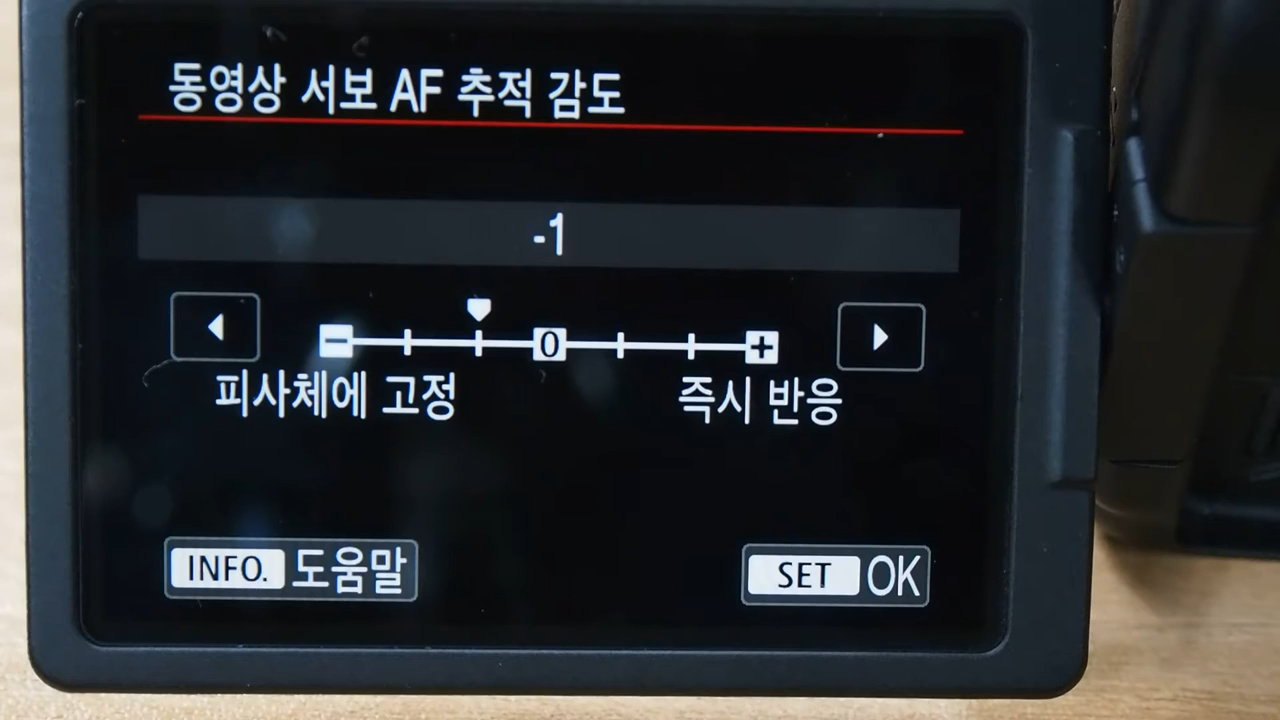 동영상 서보 AF 추적 감도
-1
− 0 +
피사체에 고정 즉시 반응
INFO. 도움말 SET OK